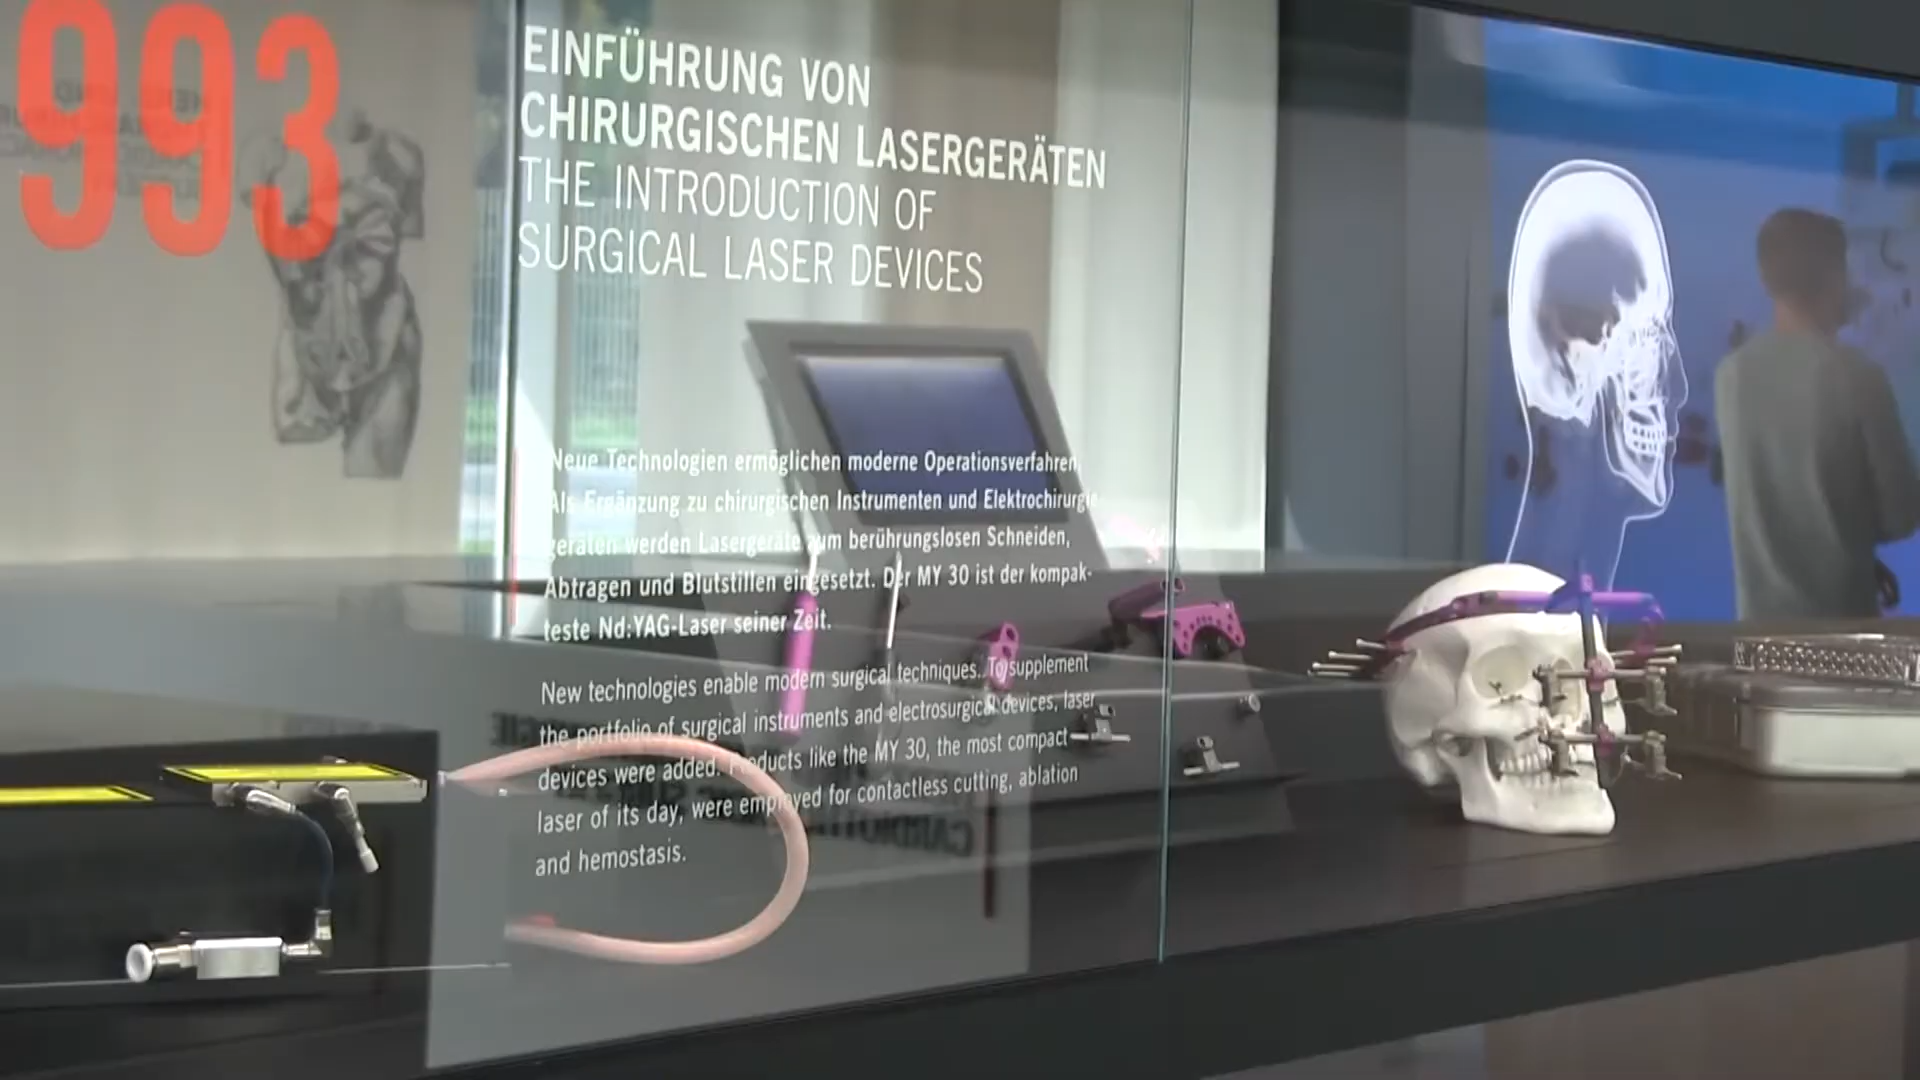 993
EINFÜHRUNG VON
CHIRURGISCHEN LASERGERÄTEN
THE INTRODUCTION OF
SURGICAL LASER DEVICES
Neue Technologien ermöglichen moderne Operationsverfahren.
Als Ergänzung zu chirurgischen Instrumenten und Elektrochirurgie
geräten werden Lasergeräte zum berührungslosen Schneiden,
Abtragen und Blutstillen eingesetzt. Der MY 30 ist der kompak-
teste Nd:YAG-Laser seiner Zeit.
New technologies enable modern surgical techniques. To supplement
the portfolio of surgical instruments and electrosurgical devices, laser
devices were added. Products like the MY 30, the most compact
laser of its day, were employed for contactless cutting, ablation
and hemostasis.